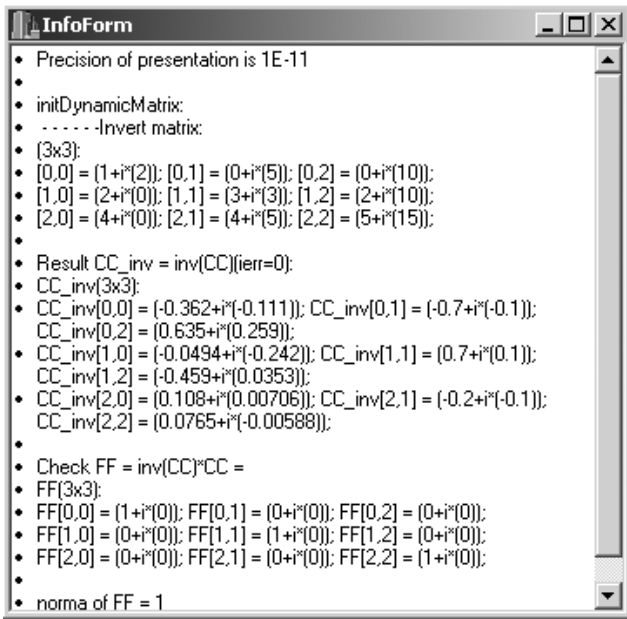 InfoForm
• Precision of presentation is 1E-11
•
• initDynamicMatrix:
• - - - - - -Invert matrix:
• (3x3):
• [0,0] = (1+i*(2)); [0,1] = (0+i*(5)); [0,2] = (0+i*(10));
• [1,0] = (2+i*(0)); [1,1] = (3+i*(3)); [1,2] = (2+i*(10));
• [2,0] = (4+i*(0)); [2,1] = (4+i*(5)); [2,2] = (5+i*(15));
•
• Result CC_inv = inv(CC)(ierr=0):
• CC_inv(3x3):
• CC_inv[0,0] = (-0.362+i*(-0.111)); CC_inv[0,1] = (-0.7+i*(-0.1));
CC_inv[0,2] = (0.635+i*(0.259));
• CC_inv[1,0] = (-0.0494+i*(-0.242)); CC_inv[1,1] = (0.7+i*(0.1));
CC_inv[1,2] = (-0.459+i*(0.0353));
• CC_inv[2,0] = (0.108+i*(0.00706)); CC_inv[2,1] = (-0.2+i*(-0.1));
CC_inv[2,2] = (0.0765+i*(-0.00588));
•
• Check FF = inv(CC)*CC =
• FF(3x3):
• FF[0,0] = (1+i*(0)); FF[0,1] = (0+i*(0)); FF[0,2] = (0+i*(0));
• FF[1,0] = (0+i*(0)); FF[1,1] = (1+i*(0)); FF[1,2] = (0+i*(0));
• FF[2,0] = (0+i*(0)); FF[2,1] = (0+i*(0)); FF[2,2] = (1+i*(0));
•
• norma of FF = 1